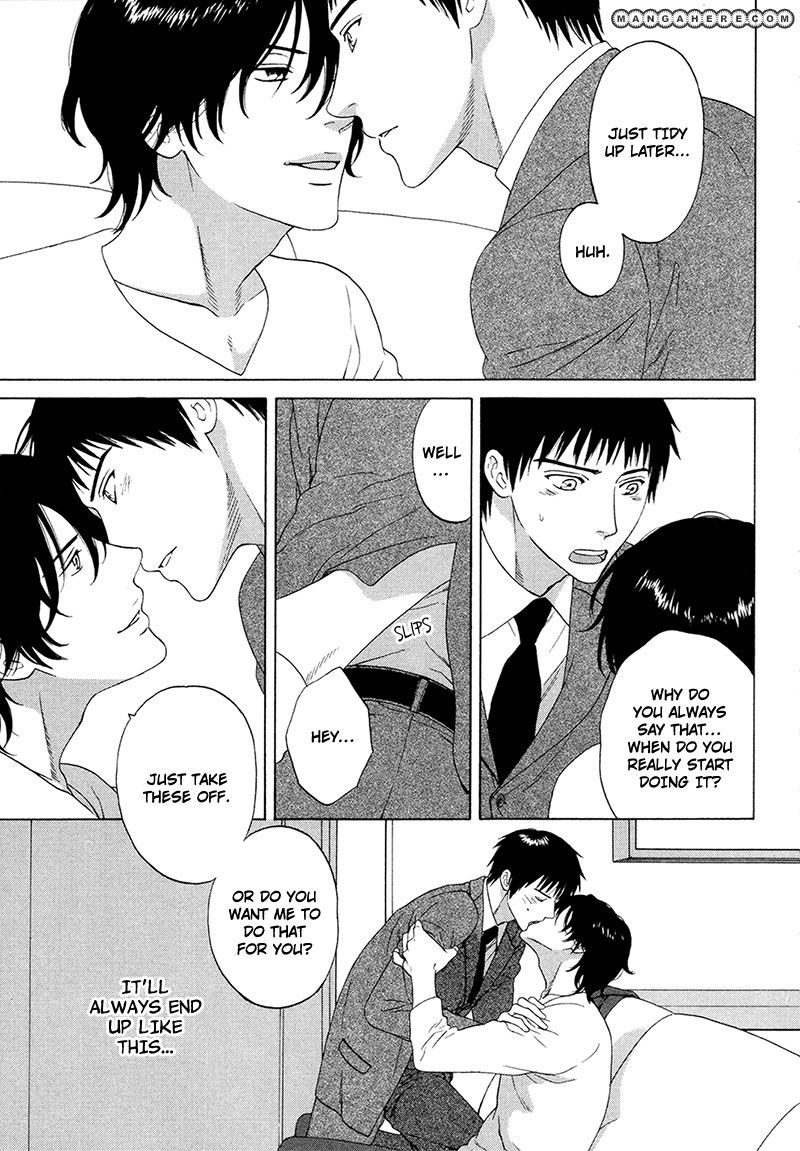 MANGAHERE.COM
JUST TIDY
UP LATER...
HUH.
WHY DO
YOU ALWAYS
SAY THAT...
WHEN DO YOU
REALLY START
DOING IT?
WELL
...
SLIPS
HEY...
JUST TAKE
THESE OFF.
OR DO YOU
WANT ME TO
DO THAT
FOR YOU?
IT'LL
ALWAYS END
UP LIKE
THIS...